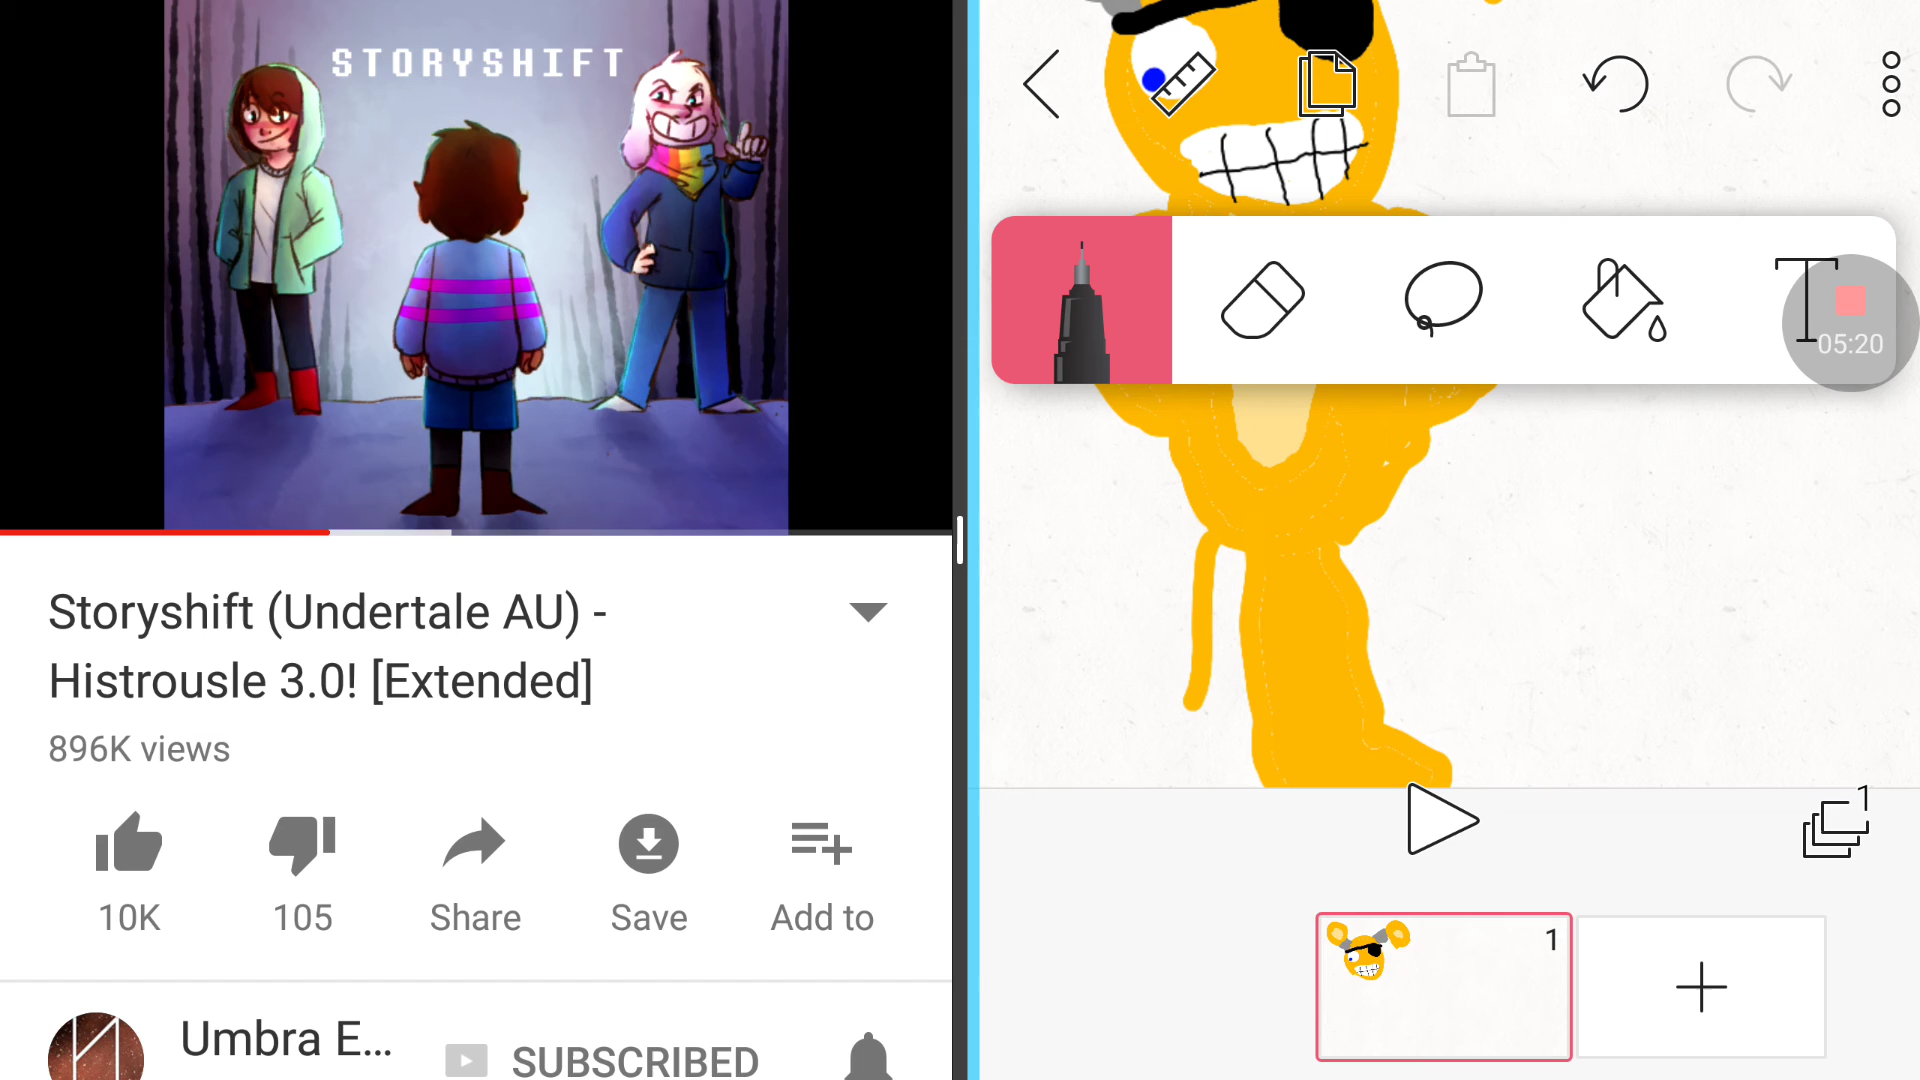 STORYSHIFT
Storyshift (Undertale AU) -
Histrousle 3.0! [Extended]
896K views
10K
105
Share
Save
Add to
Umbra E...
SUBSCRIBED
T
05:20
1
1